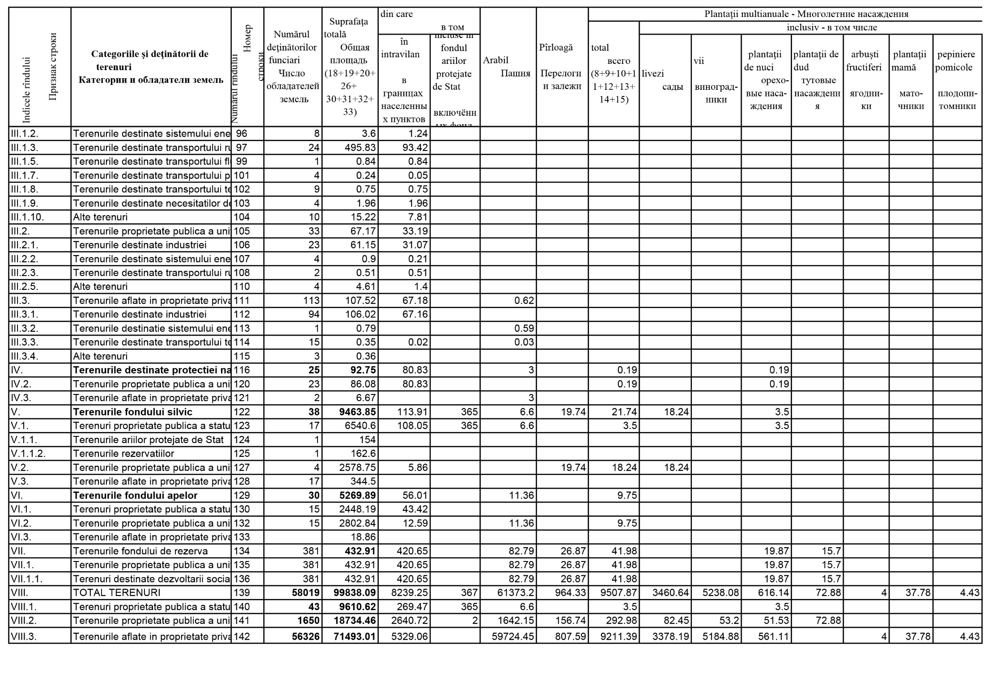 Indicele rîndului
Признак строки
Categoriile şi deţinătorii de
terenuri
Категории и обладатели земель
Numărul rîndului
Номер
строки
Numărul
deţinătorilor
funciari
Число
обладателей
земель
Suprafaţa
totală
Общая
площадь
(18+19+20+
26+
30+31+32+
33)
din care
в том
în
intravilan
в
границах
населенны
х пунктов
fondul
ariilor
protejate
de Stat
включённ
Arabil
Пашня
Pîrloagă
Перелоги
и залежи
Plantaţii multianuale - Многолетние насаждения
total
всего
(8+9+10+1
1+12+13+
14+15)
inclusiv - в том числе
livezi
сады
vii
виноград-
ники
plantaţii
de nuci
орехо-
вые наса-
ждения
plantaţii de
dud
тутовые
насаждени
я
arbuşti
fructiferi
ягодни-
ки
plantaţii
mamă
мато-
чники
pepiniere
pomicole
плодопи-
томники
III.1.2. Terenurile destinate sistemului ene 96 8 3.6 1.24
III.1.3. Terenurile destinate transportului ru 97 24 495.83 93.42
III.1.5. Terenurile destinate transportului fl 99 1 0.84 0.84
III.1.7. Terenurile destinate transportului p 101 4 0.24 0.05
III.1.8. Terenurile destinate transportului te 102 9 0.75 0.75
III.1.9. Terenurile destinate necesitatilor de 103 4 1.96 1.96
III.1.10. Alte terenuri 104 10 15.22 7.81
III.2. Terenurile proprietate publica a uni 105 33 67.17 33.19
III.2.1. Terenurile destinate industriei 106 23 61.15 31.07
III.2.2. Terenurile destinate sistemului ene 107 4 0.9 0.21
III.2.3. Terenurile destinate transportului ru 108 2 0.51 0.51
III.2.5. Alte terenuri 110 4 4.61 1.4
III.3. Terenurile aflate in proprietate priva 111 113 107.52 67.18 0.62
III.3.1. Terenurile destinate industriei 112 94 106.02 67.16
III.3.2. Terenurile destinatie sistemului ene 113 1 0.79 0.59
III.3.3. Terenurile destinate transportului te 114 15 0.35 0.02 0.03
III.3.4. Alte terenuri 115 3 0.36
IV. Terenurile destinate protectiei na 116 25 92.75 80.83 3 0.19 0.19
IV.2. Terenurile proprietate publica a uni 120 23 86.08 80.83 0.19 0.19
IV.3. Terenurile aflate in proprietate priva 121 2 6.67 3
V. Terenurile fondului silvic 122 38 9463.85 113.91 365 6.6 19.74 21.74 18.24 3.5
V.1. Terenuri proprietate publica a statu 123 17 6540.6 108.05 365 6.6 3.5 3.5
V.1.1. Terenurile ariilor protejate de Stat 124 1 154
V.1.1.2. Terenurile rezervatiilor 125 1 162.6
V.2. Terenurile proprietate publica a uni 127 4 2578.75 5.86 19.74 18.24 18.24
V.3. Terenurile aflate in proprietate priva 128 17 344.5
VI. Terenurile fondului apelor 129 30 5269.89 56.01 11.36 9.75
VI.1. Terenuri proprietate publica a statu 130 15 2448.19 43.42
VI.2. Terenurile proprietate publica a uni 132 15 2802.84 12.59 11.36 9.75
VI.3. Terenurile aflate in proprietate priva 133 18.86
VII. Terenurile fondului de rezerva 134 381 432.91 420.65 82.79 26.87 41.98 19.87 15.7
VII.1. Terenurile proprietate publica a uni 135 381 432.91 420.65 82.79 26.87 41.98 19.87 15.7
VII.1.1. Terenuri destinate dezvoltarii socia 136 381 432.91 420.65 82.79 26.87 41.98 19.87 15.7
VIII. TOTAL TERENURI 139 58019 99838.09 8239.25 367 61373.2 964.33 9507.87 3460.64 5238.08 616.14 72.88 4 37.78 4.43
VIII.1. Terenuri proprietate publica a statu 140 43 9610.62 269.47 365 6.6 3.5 3.5
VIII.2. Terenurile proprietate publica a uni 141 1650 18734.46 2640.72 2 1642.15 156.74 292.98 82.45 53.2 51.53 72.88
VIII.3. Terenurile aflate in proprietate priva 142 56326 71493.01 5329.06 59724.45 807.59 9211.39 3378.19 5184.88 561.11 4 37.78 4.43